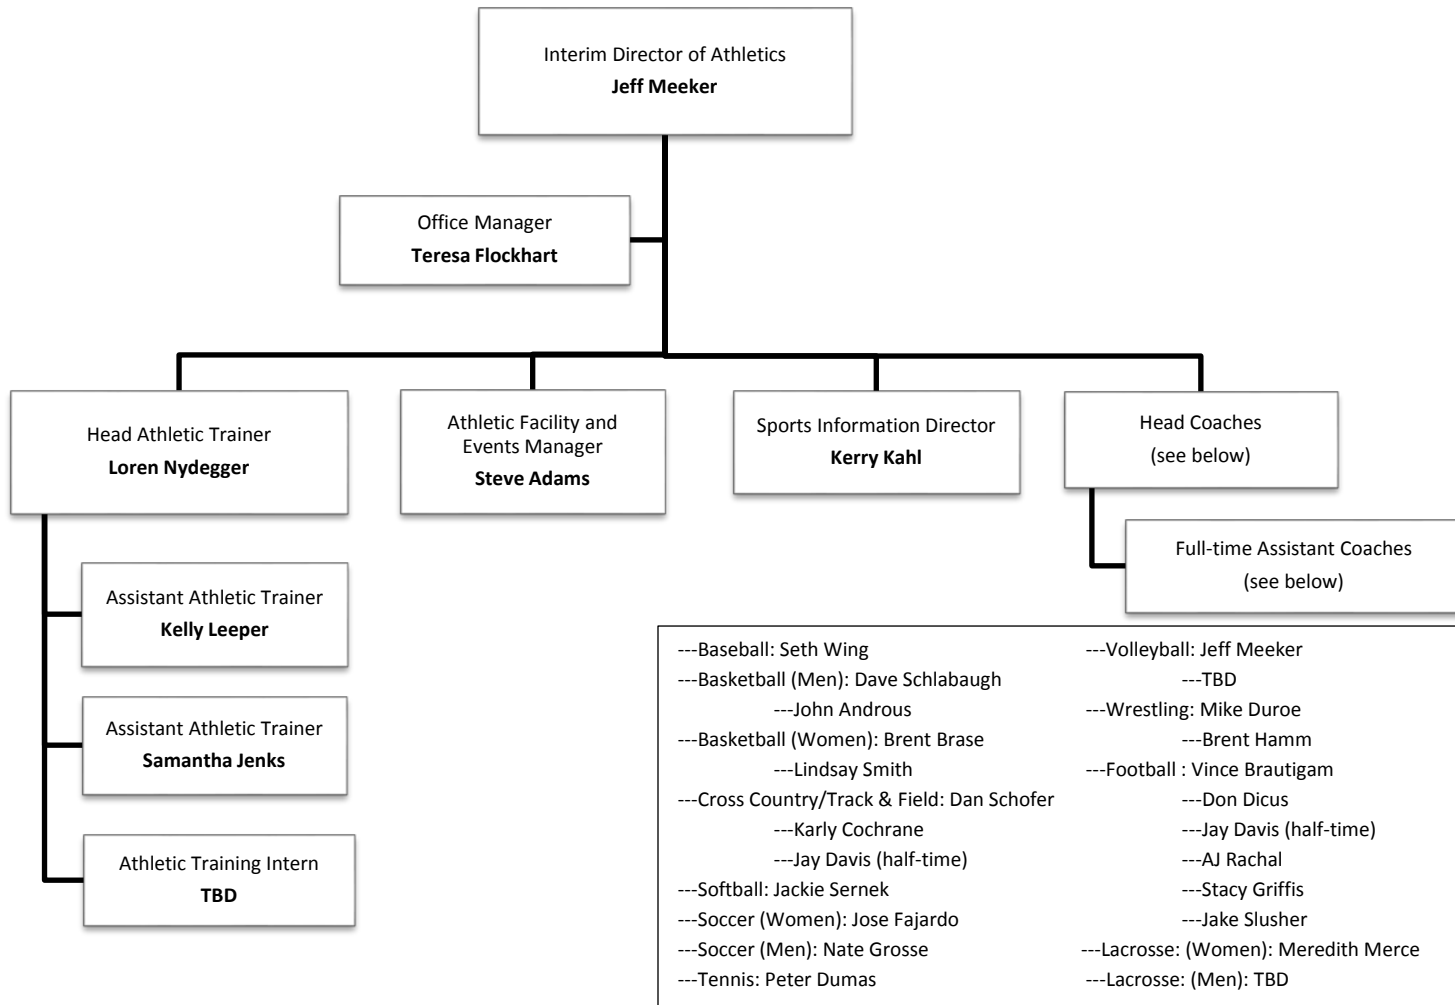 Interim Director of Athletics
Jeff Meeker
Office Manager
Teresa Flockhart
Head Athletic Trainer
Loren Nydegger
Athletic Facility and
Events Manager
Steve Adams
Sports Information Director
Kerry Kahl
Head Coaches
(see below)
Full-time Assistant Coaches
(see below)
Assistant Athletic Trainer
Kelly Leeper
Assistant Athletic Trainer
Samantha Jenks
Athletic Training Intern
TBD
---Baseball: Seth Wing
---Basketball (Men): Dave Schlabaugh
---John Androus
---Basketball (Women): Brent Brase
---Lindsay Smith
---Cross Country/Track & Field: Dan Schofer
---Karly Cochrane
---Jay Davis (half-time)
---Softball: Jackie Sernek
---Soccer (Women): Jose Fajardo
---Soccer (Men): Nate Grosse
---Tennis: Peter Dumas
---Volleyball: Jeff Meeker
---TBD
---Wrestling: Mike Duroe
---Brent Hamm
---Football : Vince Brautigam
---Don Dicus
---Jay Davis (half-time)
---AJ Rachal
---Stacy Griffis
---Jake Slusher
---Lacrosse: (Women): Meredith Merce
---Lacrosse: (Men): TBD